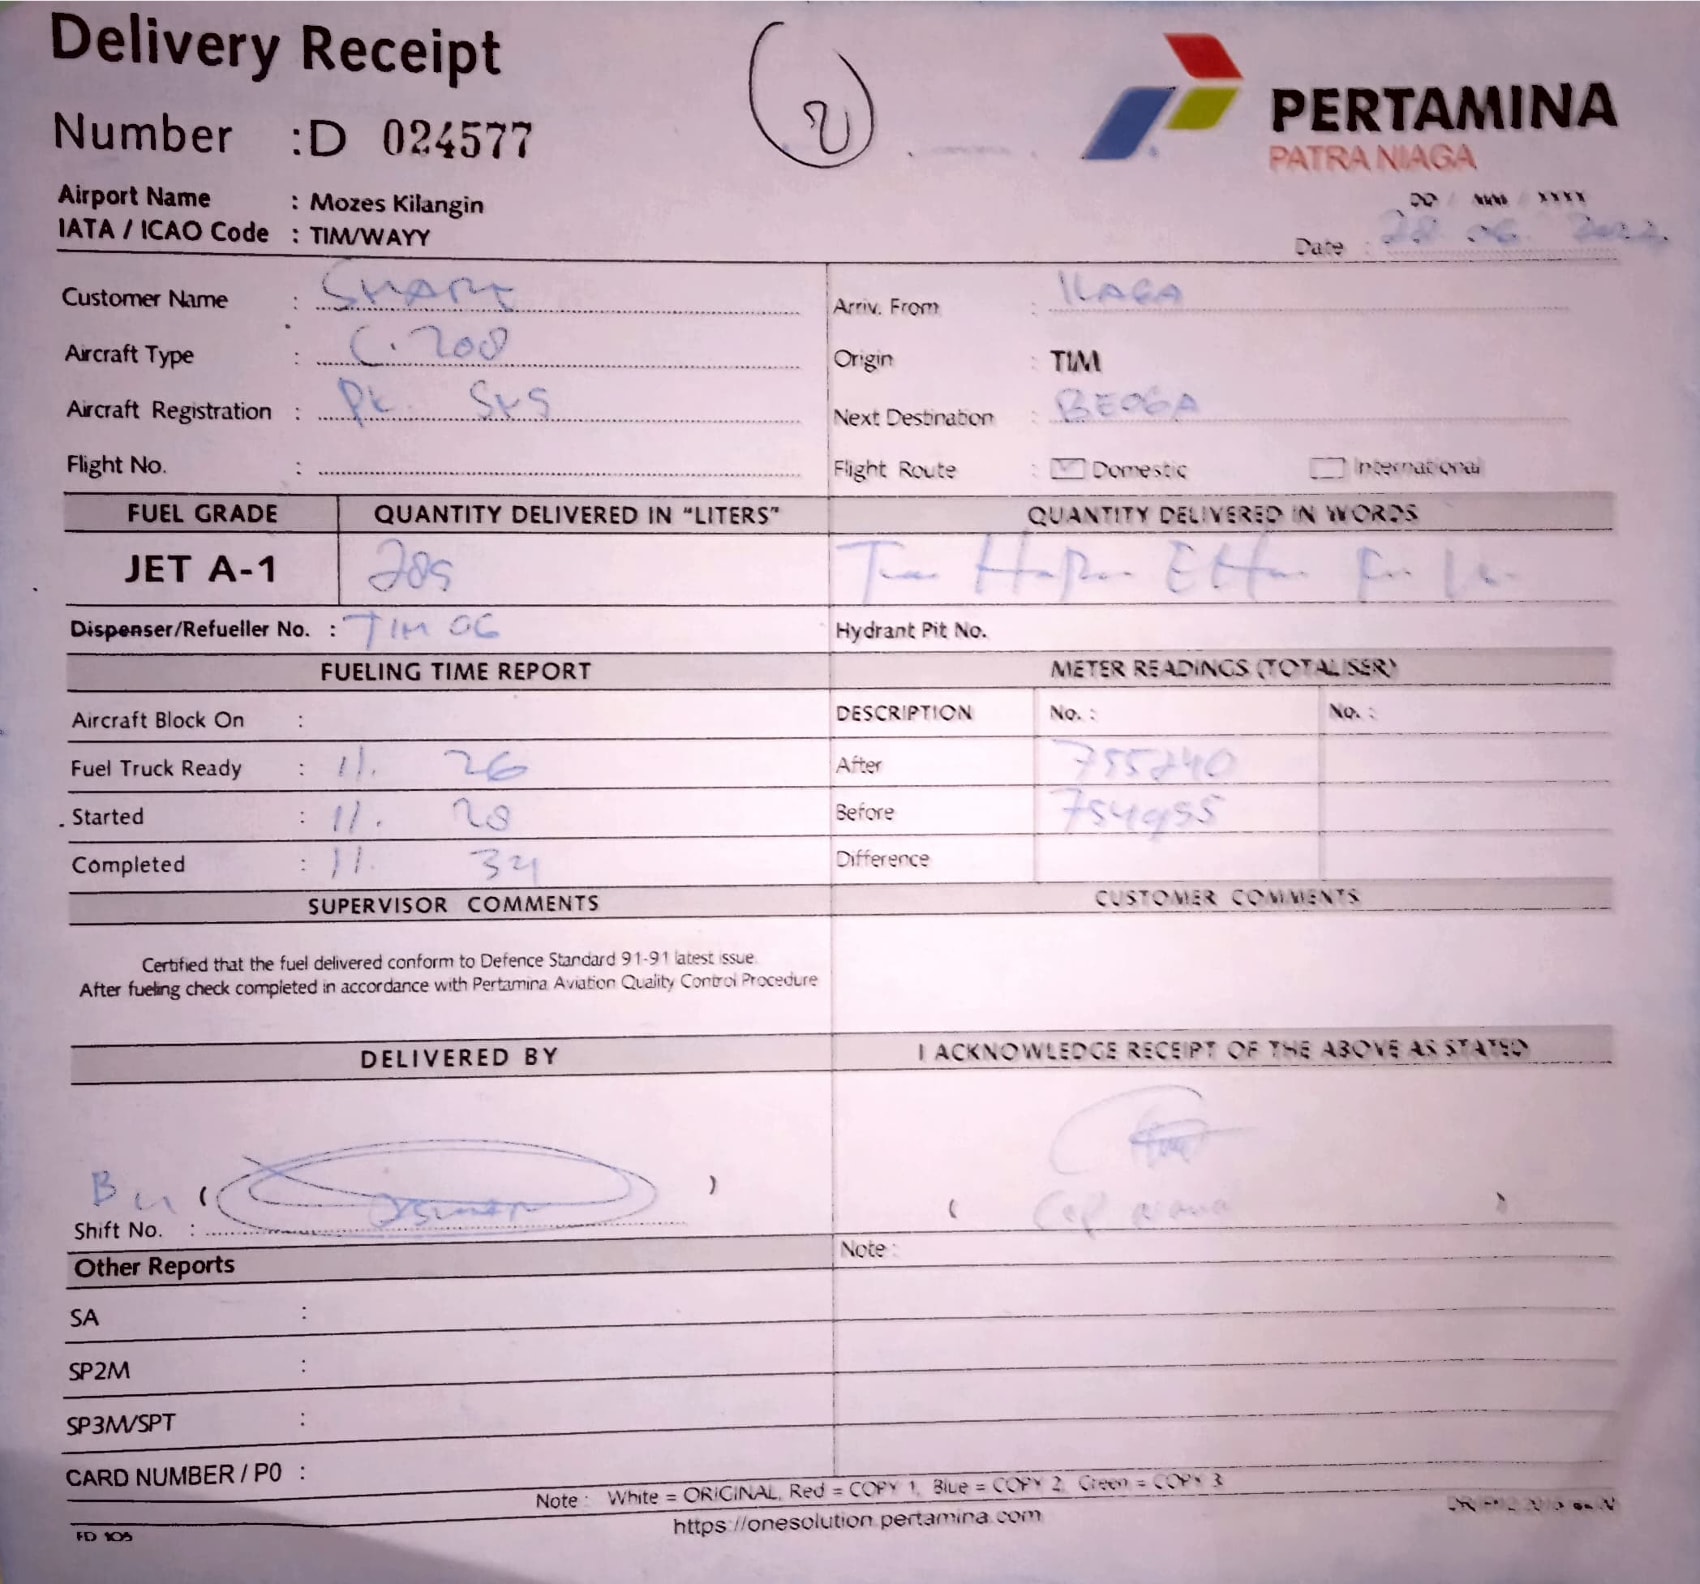 Delivery Receipt
2
Number : D 024577
PERTAMINA
PATRA NIAGA
Airport Name : Mozes Kilangin
IATA / ICAO Code : TIM/WAYY
Date : 28 06
Customer Name : SMART
Arriv. From : ILAGA
Aircraft Type : C. 208
Origin : TIM
Aircraft Registration : PK.
Next Destination : BEOGA
Flight No. :
Flight Route : Domestic International
FUEL GRADE QUANTITY DELIVERED IN "LITERS" QUANTITY DELIVERED IN WORDS
JET A-1 285
Dispenser/Refueller No. : TIM 06 Hydrant Pit No.
FUELING TIME REPORT METER READINGS (TOTALISER)
Aircraft Block On : DESCRIPTION No. : No. :
Fuel Truck Ready : 11. 26 After 755240
Started : 11. 28 Before 754955
Completed : 11. 34 Difference
SUPERVISOR COMMENTS CUSTOMER COMMENTS
Certified that the fuel delivered conform to Defence Standard 91-91 latest issue
After fueling check completed in accordance with Pertamina Aviation Quality Control Procedure
DELIVERED BY I ACKNOWLEDGE RECEIPT OF THE ABOVE AS STATED
( ) ( )
Shift No. :
Note :
Other Reports
SA :
SP2M :
SP3M/SPT :
CARD NUMBER / P0 :
Note : White = ORIGINAL, Red = COPY 1, Blue = COPY 2, Green = COPY 3
https://onesolution.pertamina.com
FD 105